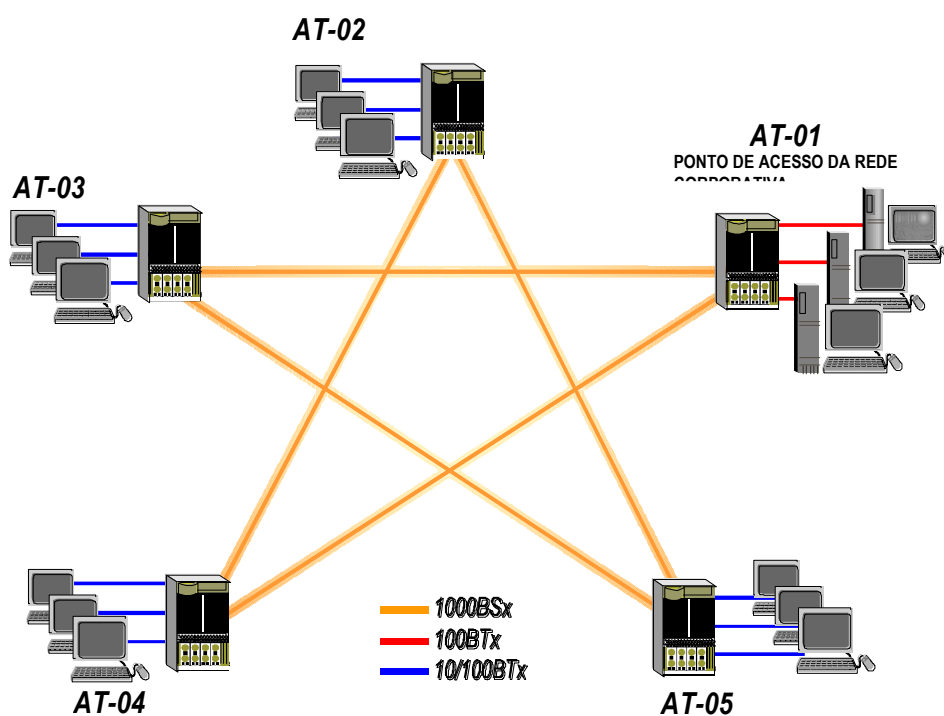 AT-02
AT-01
PONTO DE ACESSO DA REDE
CORPORATIVA
AT-03
1000BSx
100BTx
10/100BTx
AT-04
AT-05